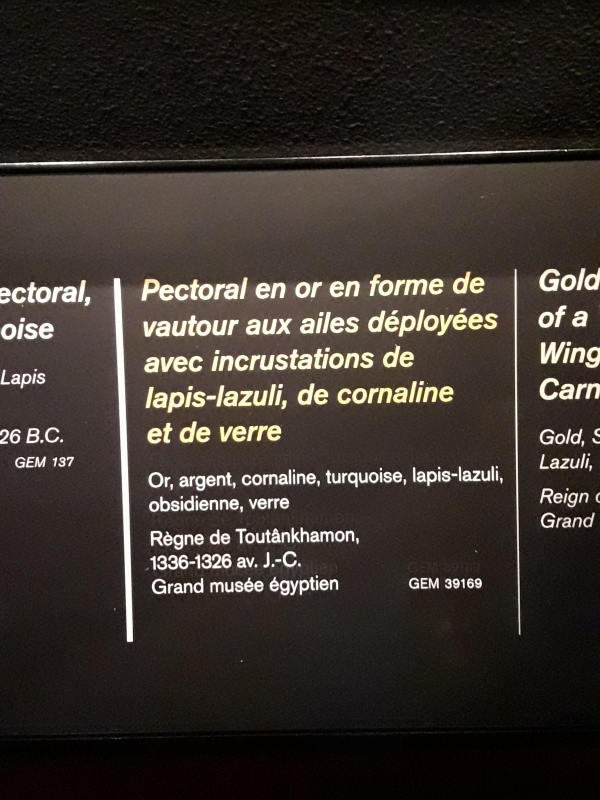 ectoral,
oise
Lapis
26 B.C.
GEM 137
Pectoral en or en forme de
vautour aux ailes déployées
avec incrustations de
lapis-lazuli, de cornaline
et de verre
Or, argent, cornaline, turquoise, lapis-lazuli,
obsidienne, verre
Règne de Toutânkhamon,
1336-1326 av. J.-C.
Grand musée égyptien
GEM 39169
Gold
of a
Wing
Carn
Gold, S
Lazuli,
Reign o
Grand